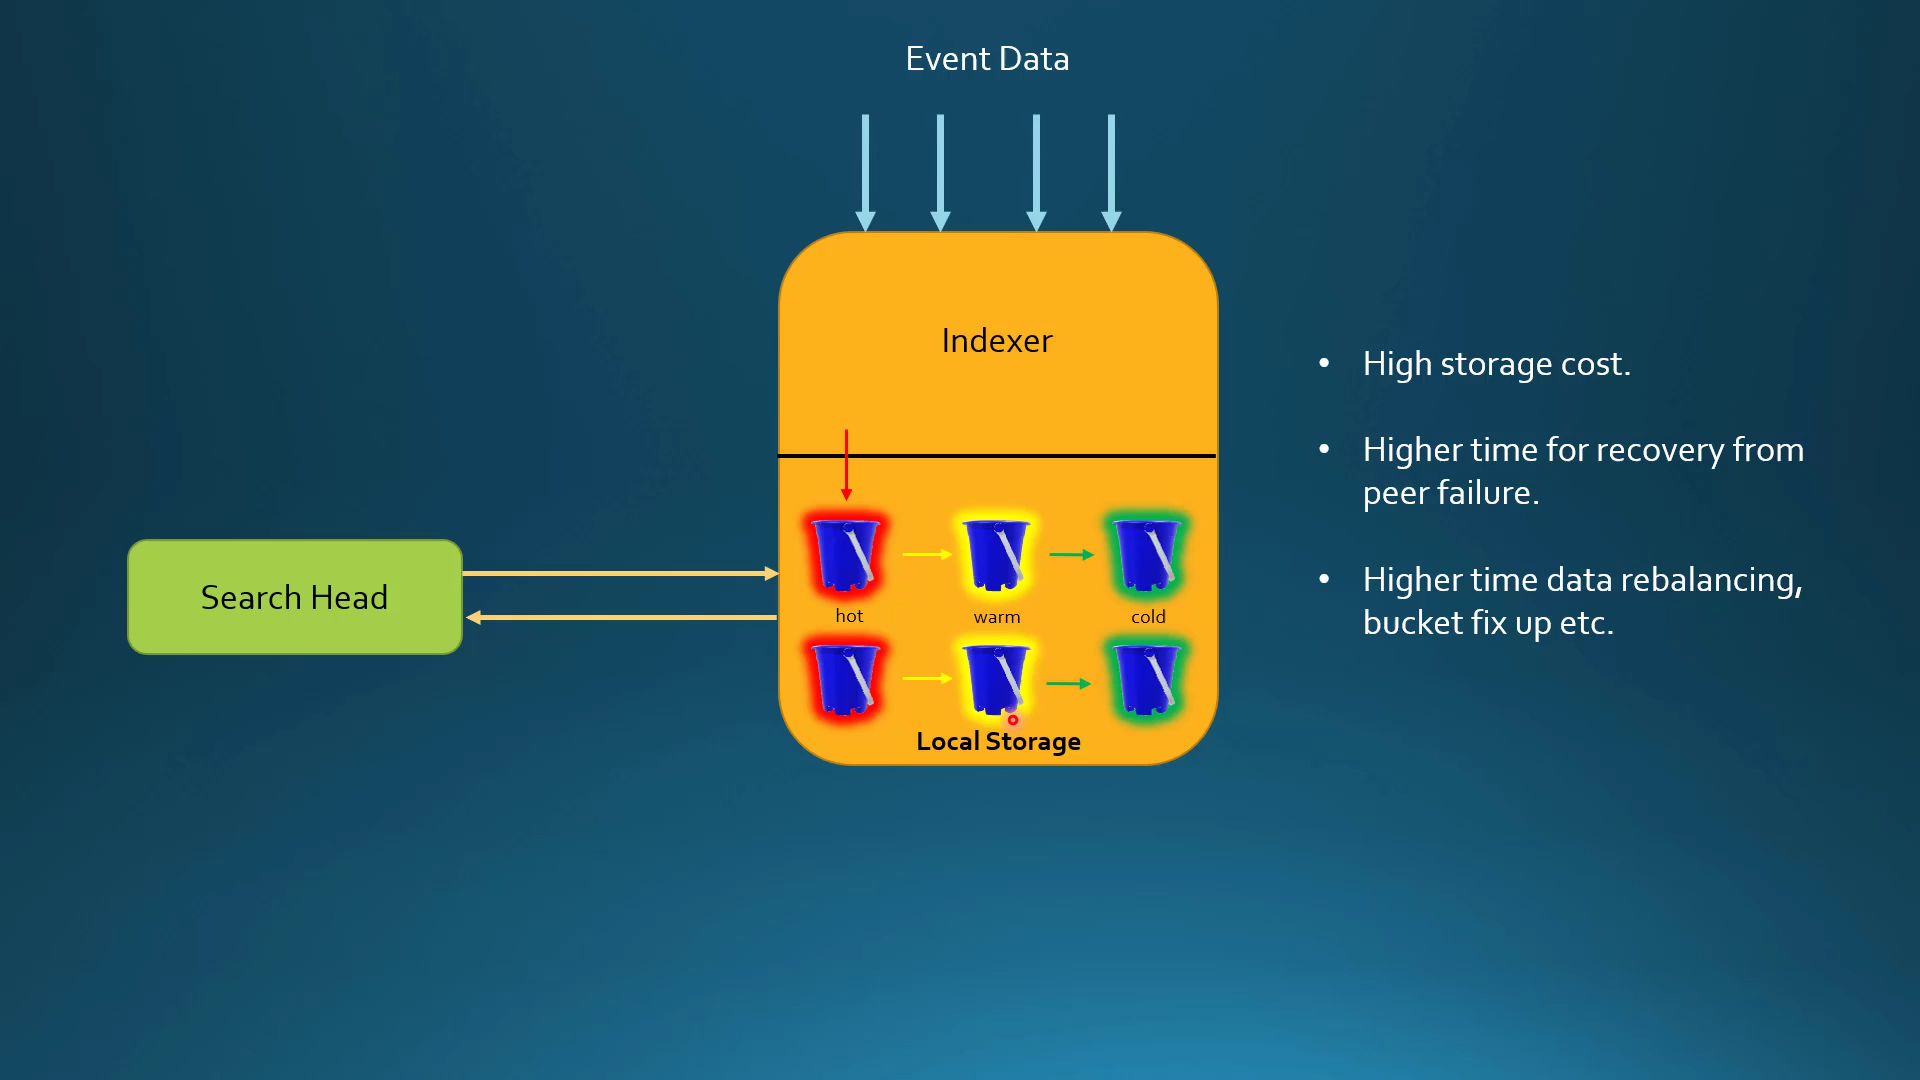 Event Data
Indexer
Search Head
hot
warm
cold
Local Storage
• High storage cost.
• Higher time for recovery from
peer failure.
• Higher time data rebalancing,
bucket fix up etc.